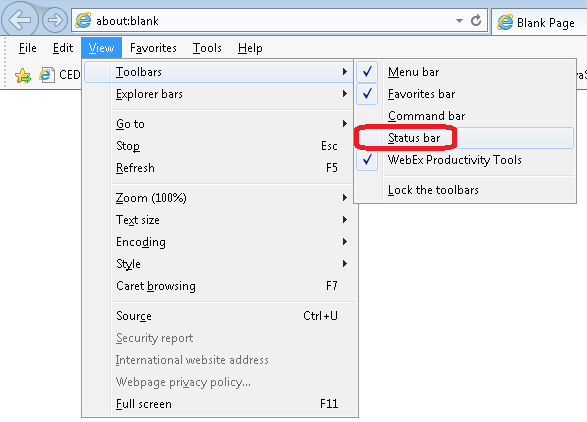 about:blank
Blank Page
File Edit View Favorites Tools Help
CED
Toolbars
Explorer bars
Go to
Stop Esc
Refresh F5
Zoom (100%)
Text size
Encoding
Style
Caret browsing F7
Source Ctrl+U
Security report
International website address
Webpage privacy policy...
Full screen F11
Menu bar
Favorites bar
Command bar
Status bar
WebEx Productivity Tools
Lock the toolbars